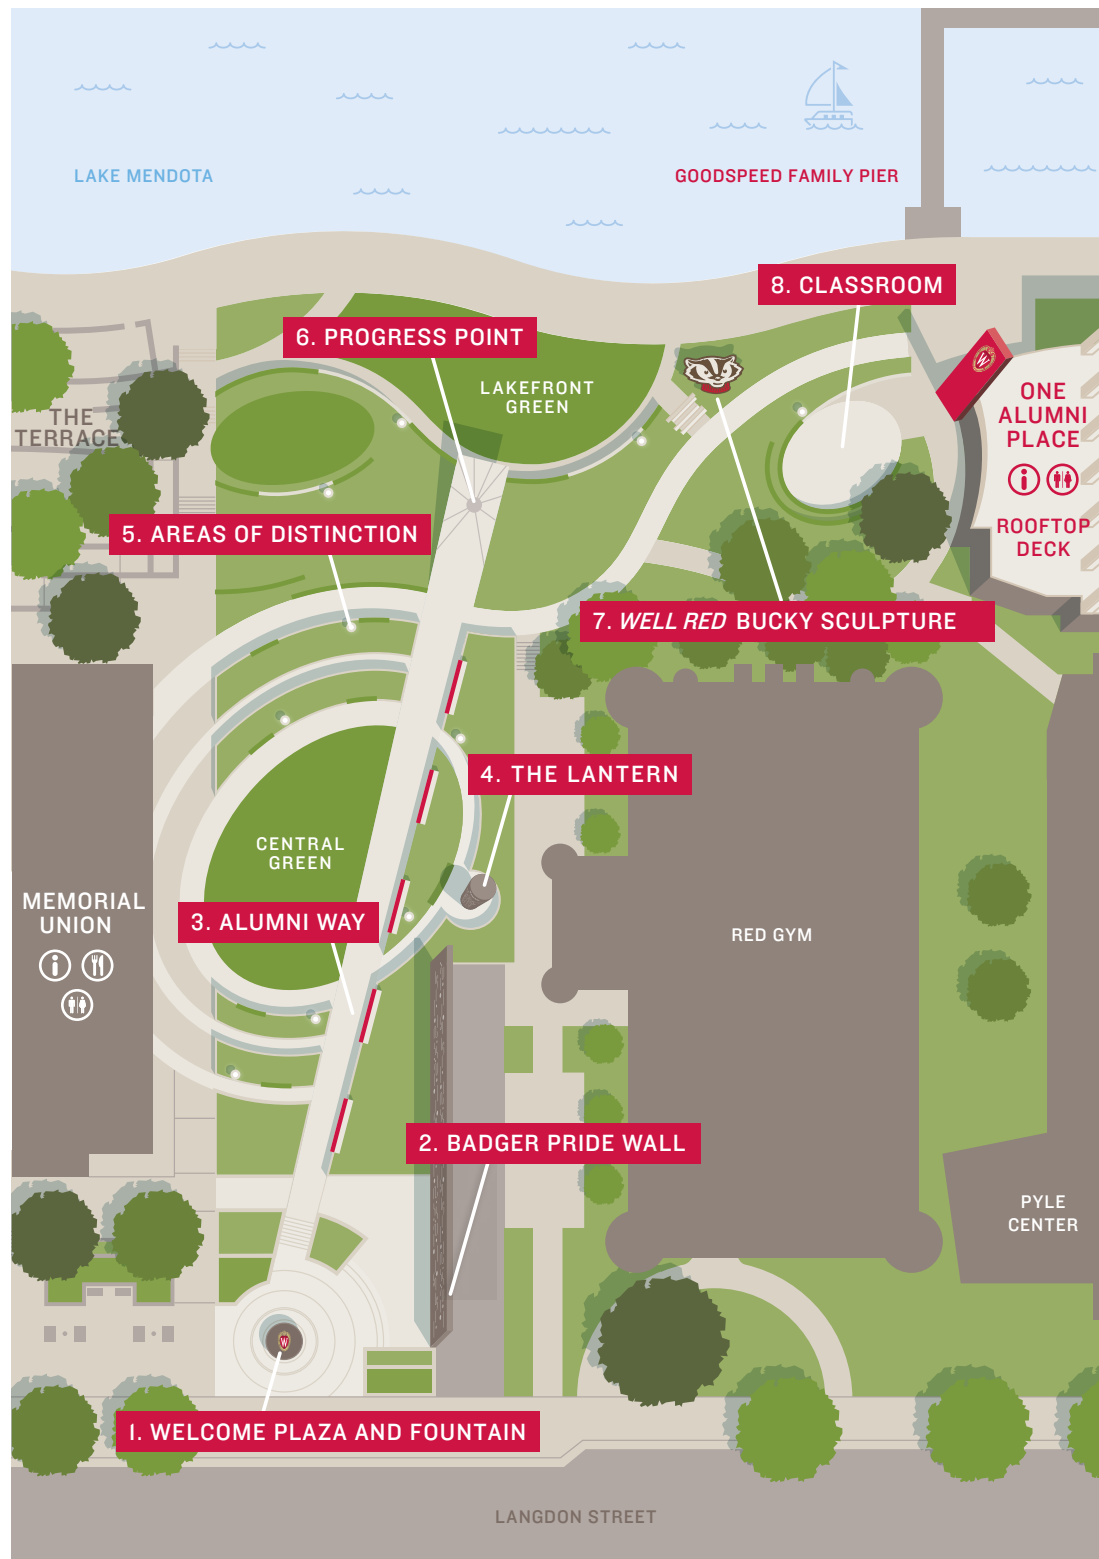 LAKE MENDOTA
GOODSPEED FAMILY PIER
8. CLASSROOM
6. PROGRESS POINT
LAKEFRONT
GREEN
THE
TERRACE
ONE
ALUMNI
PLACE
ROOFTOP
DECK
5. AREAS OF DISTINCTION
7. WELL RED BUCKY SCULPTURE
4. THE LANTERN
CENTRAL
GREEN
MEMORIAL
UNION
3. ALUMNI WAY
RED GYM
2. BADGER PRIDE WALL
PYLE
CENTER
W
W
1. WELCOME PLAZA AND FOUNTAIN
LANGDON STREET